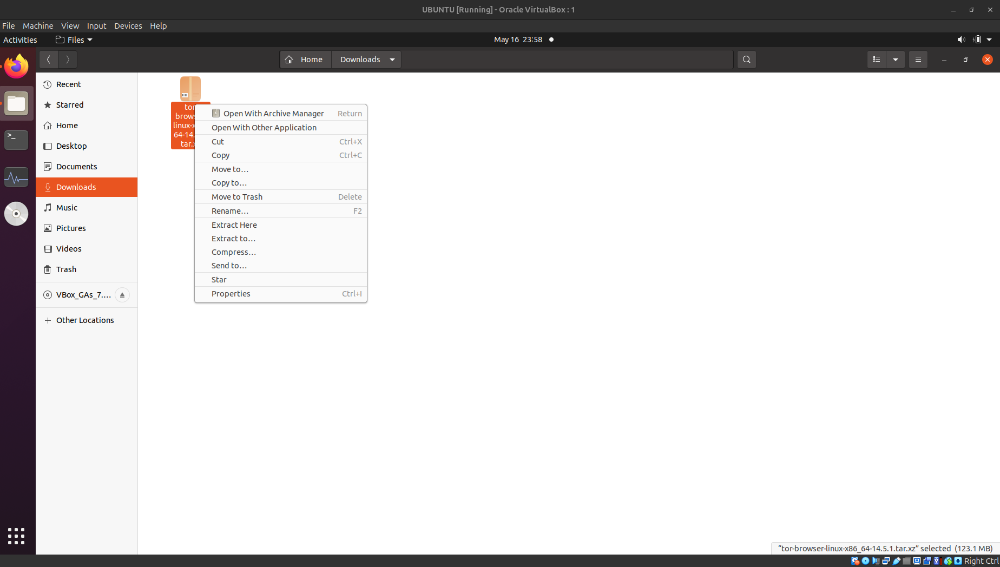 UBUNTU [Running] - Oracle VirtualBox : 1
File Machine View Input Devices Help
Activities Files May 16 23:58
Home Downloads
Recent
Starred
Home
Desktop
Documents
Downloads
Music
Pictures
Videos
Trash
VBox_GAs_7....
Other Locations
tor
brows
linux-x
64-14.
tar.x
Open With Archive Manager Return
Open With Other Application
Cut Ctrl+X
Copy Ctrl+C
Move to…
Copy to…
Move to Trash Delete
Rename… F2
Extract Here
Extract to…
Compress…
Send to…
Star
Properties Ctrl+I
“tor-browser-linux-x86_64-14.5.1.tar.xz” selected (123.1 MB)
Right Ctrl